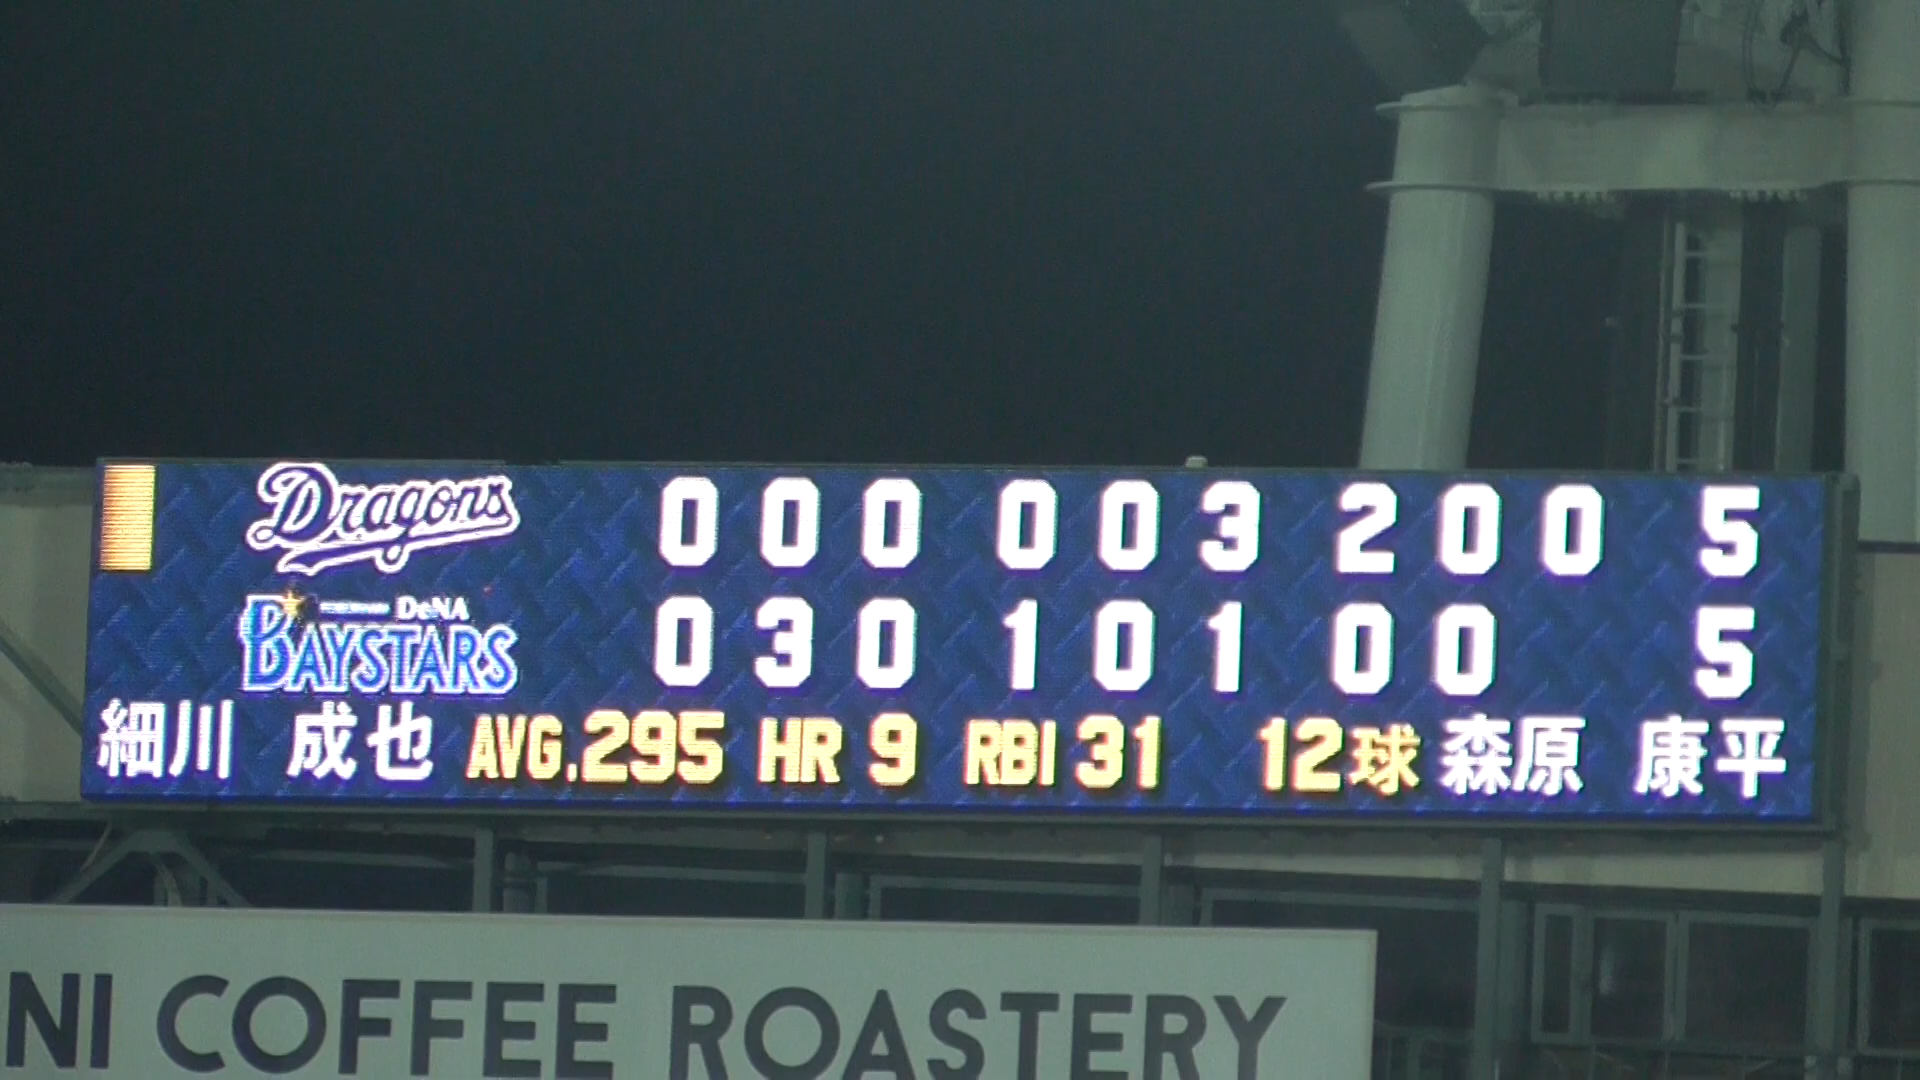 Dragons 0 0 0 0 0 3 2 0 0 5
DeNA
BAYSTARS 0 3 0 1 0 1 0 0 5
細川 成也 AVG.295 HR 9 RBI 31 12球 森原 康平
NI COFFEE ROASTERY